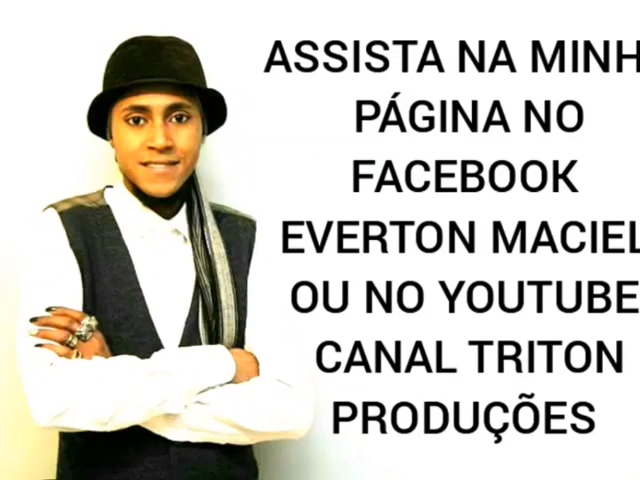 ASSISTA NA MINH
PÁGINA NO
FACEBOOK
EVERTON MACIEL
OU NO YOUTUBE
CANAL TRITON
PRODUÇÕES